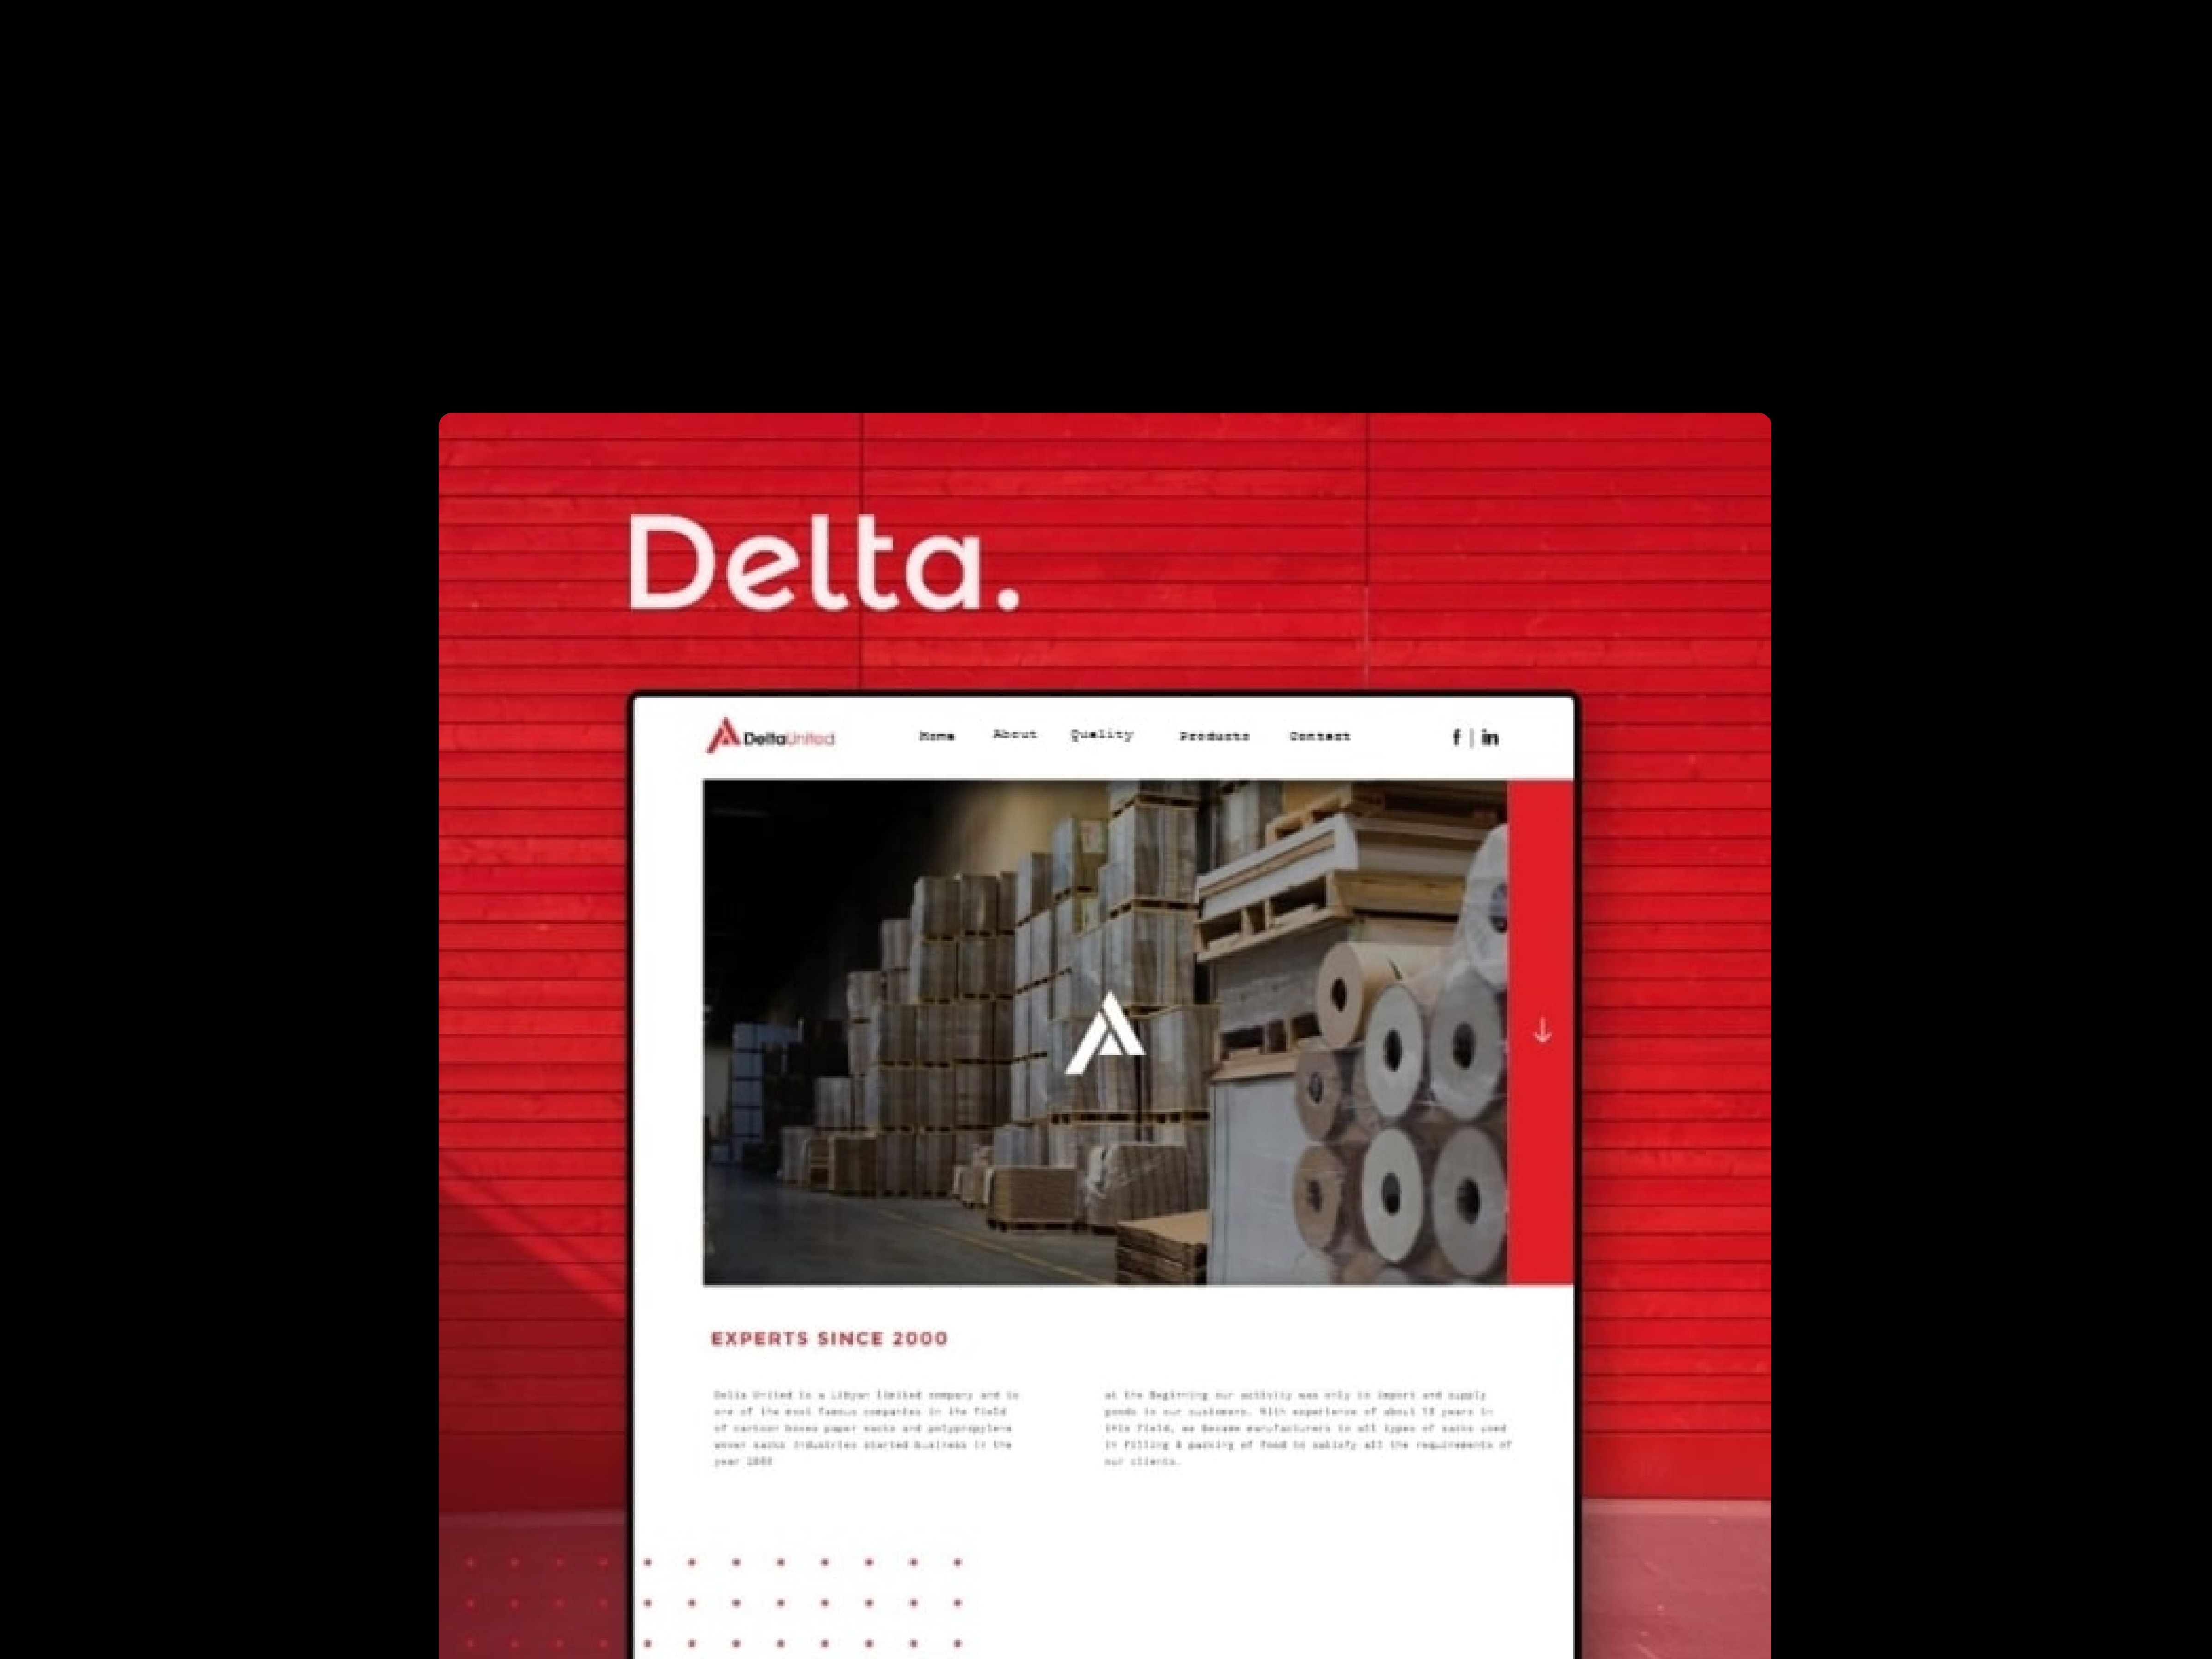 Delta.
DeltaUnited
Home About Quality Products Contact
f | in
EXPERTS SINCE 2000
Delta United is a Libyan limited company and is
one of the most famous companies in the field
of carton boxes paper sacks and polypropylene
woven sacks industries started business in the
year 2000
at the Beginning our activity was only to import and supply
goods to our customers. With experience of about in
this field, we became manufacturers to all types of sacks used
in filling & packing of food to satisfy all the requirements of
our clients.